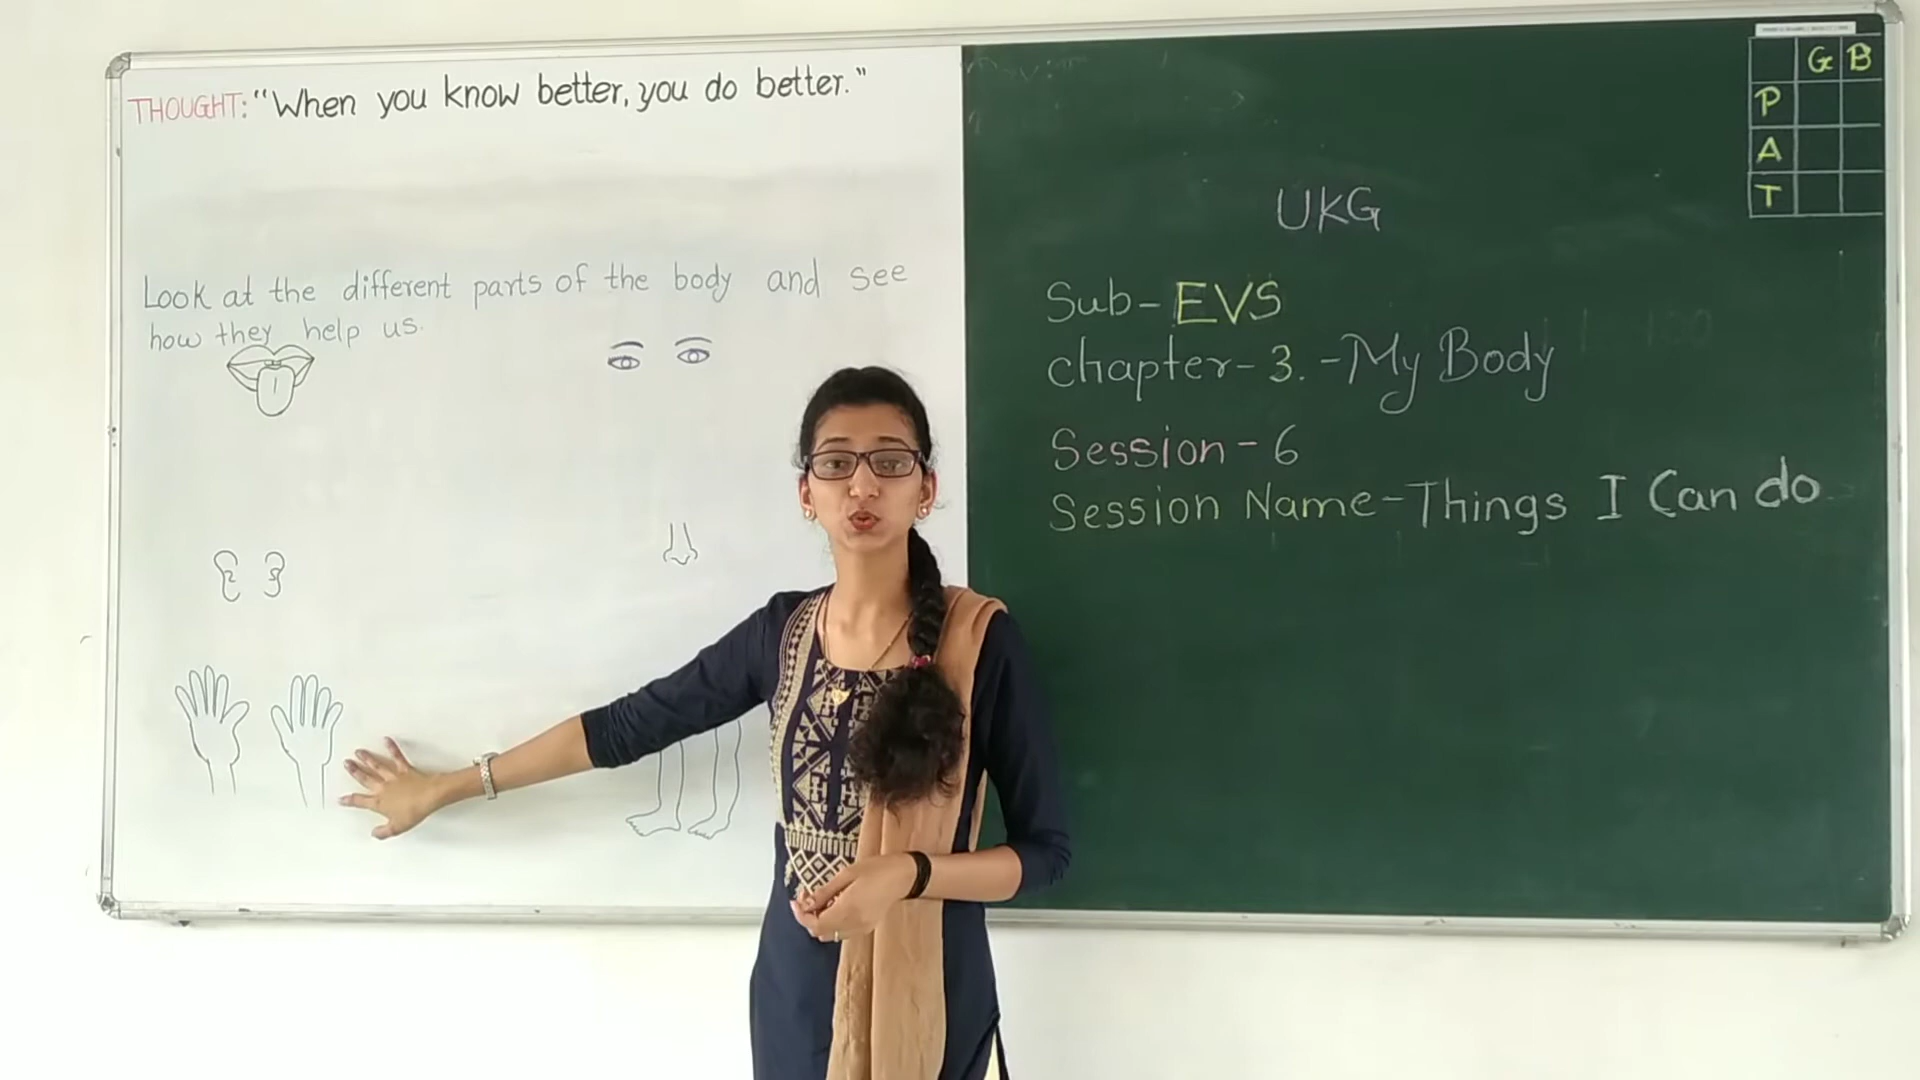 THOUGHT: "When you know better, you do better."
Look at the different parts of the body and see
how they help us.
G B
P
A
T
UKG
Sub- EVS
Chapter- 3. - My Body
Session - 6
Session Name - Things I Can do